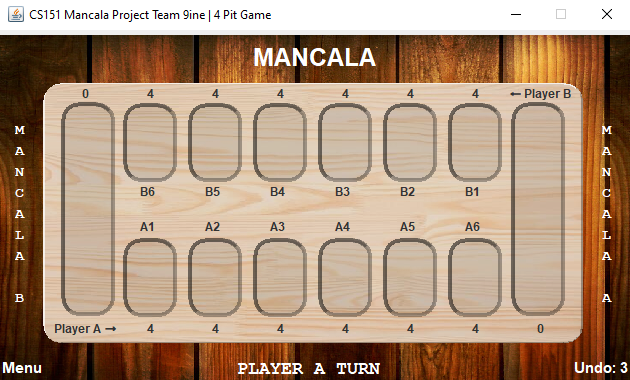 CS151 Mancala Project Team 9ine | 4 Pit Game
MANCALA
0 4 4 4 4 4 4 ← Player B
B6 B5 B4 B3 B2 B1
MANCALA B
MANCALA A
A1 A2 A3 A4 A5 A6
Player A → 4 4 4 4 4 4 0
Menu PLAYER A TURN Undo: 3